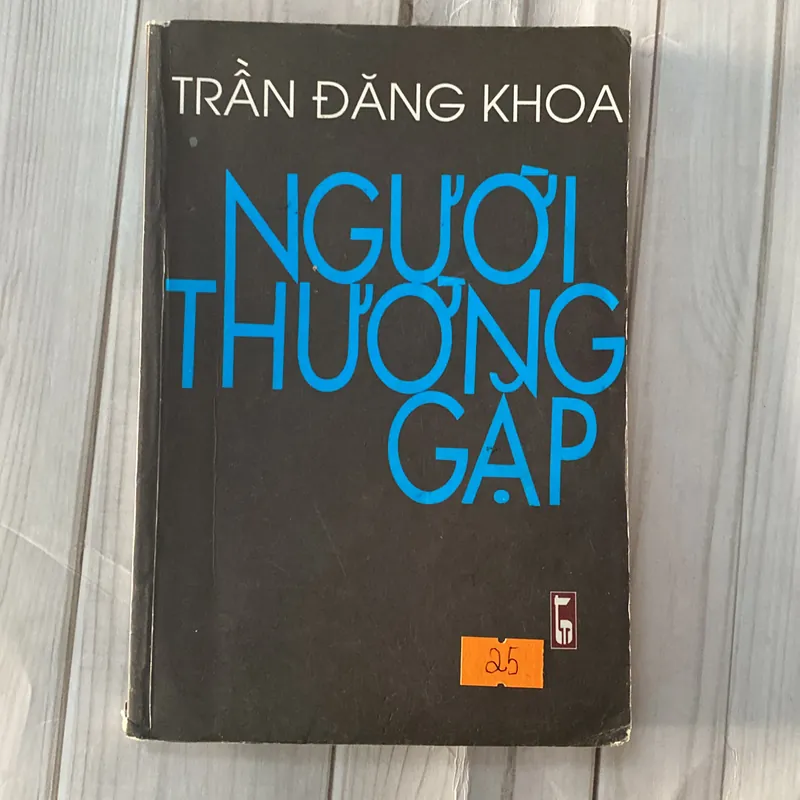 TRẦN ĐĂNG KHOA
NGƯỜI
THƯỜNG
GẶP
25